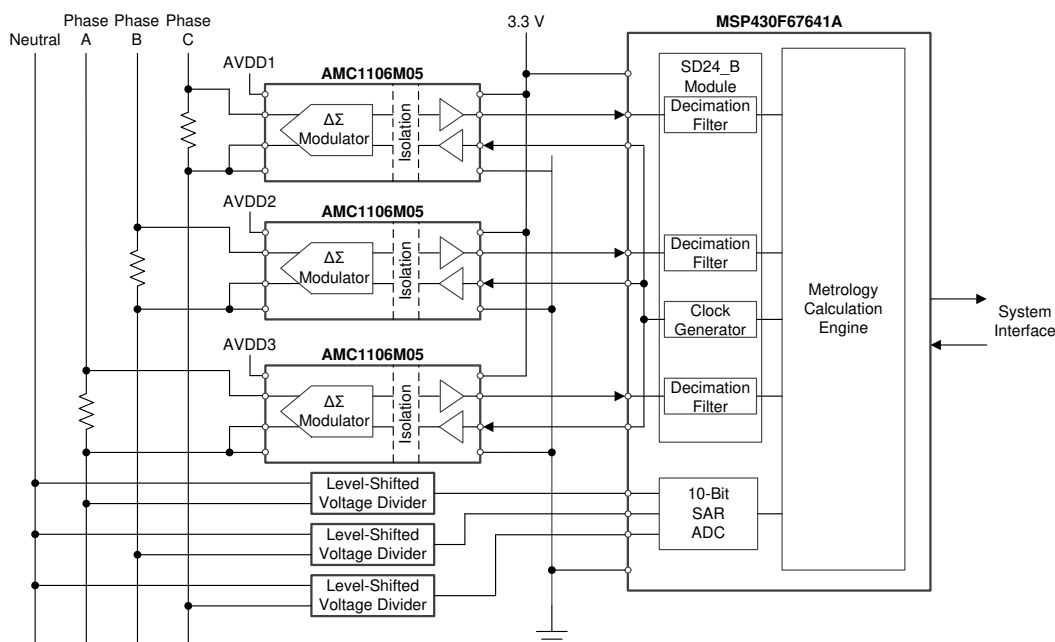 Phase Phase Phase
Neutral A B C
3.3 V
MSP430F67641A
AVDD1
AMC1106M05
ΔΣ
Modulator
Isolation
SD24_B
Module
Decimation
Filter
AVDD2
AMC1106M05
ΔΣ
Modulator
Isolation
Decimation
Filter
Clock
Generator
Metrology
Calculation
Engine
System
Interface
AVDD3
AMC1106M05
ΔΣ
Modulator
Isolation
Decimation
Filter
Level-Shifted
Voltage Divider
Level-Shifted
Voltage Divider
Level-Shifted
Voltage Divider
10-Bit
SAR
ADC